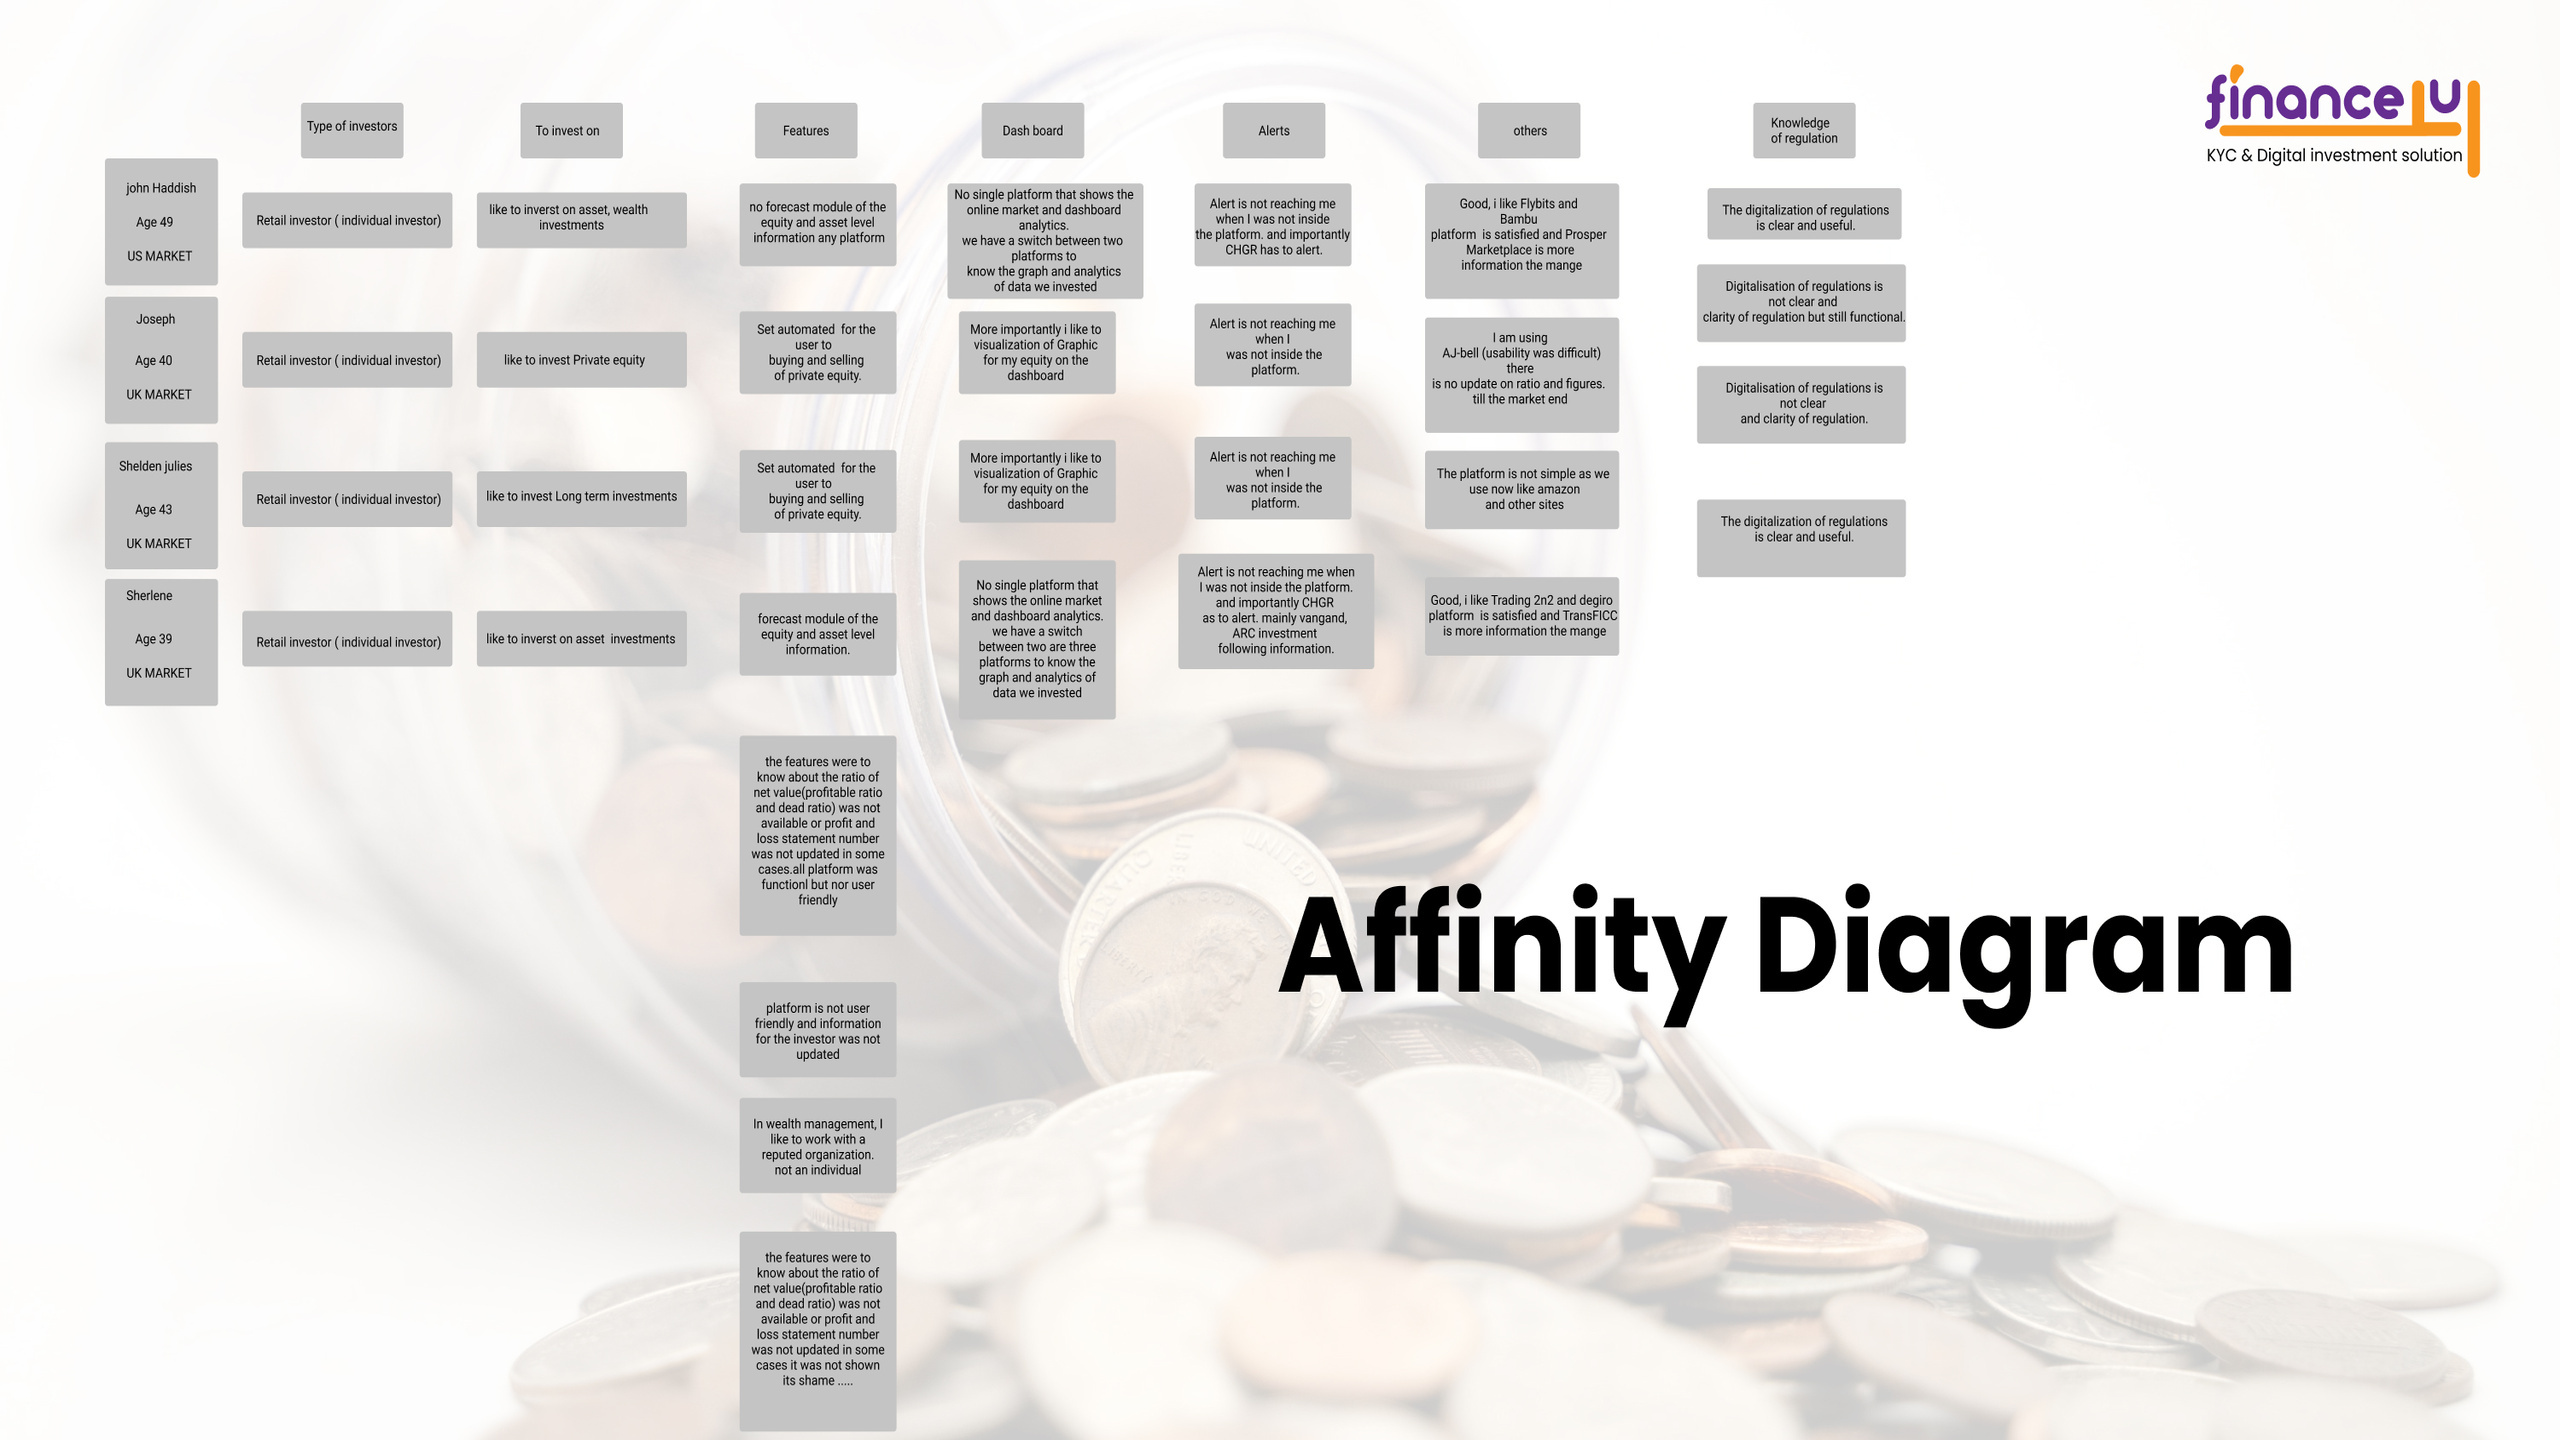 financely
KYC & Digital investment solution
Type of investors
To invest on
Features
Dash board
Alerts
others
Knowledge
of regulation
john Haddish
Age 49
US MARKET
Retail investor ( individual investor)
like to inverst on asset, wealth
investments
no forecast module of the
equity and asset level
information any platform
No single platform that shows the
online market and dashboard
analytics.
we have a switch between two
platforms to
know the graph and analytics
of data we invested
Alert is not reaching me
when I was not inside
the platform. and importantly
CHGR has to alert.
Good, i like Flybits and
Bambu
platform is satisfied and Prosper
Marketplace is more
information the mange
The digitalization of regulations
is clear and useful.
Joseph
Age 40
UK MARKET
Retail investor ( individual investor)
like to invest Private equity
Set automated for the
user to
buying and selling
of private equity.
More importantly i like to
visualization of Graphic
for my equity on the
dashboard
Alert is not reaching me
when I
was not inside the
platform.
I am using
AJ-bell (usability was difficult)
there
is no update on ratio and figures.
till the market end
Digitalisation of regulations is
not clear and
clarity of regulation but still functional.
Shelden julies
Age 43
UK MARKET
Retail investor ( individual investor)
like to invest Long term investments
Set automated for the
user to
buying and selling
of private equity.
More importantly i like to
visualization of Graphic
for my equity on the
dashboard
Alert is not reaching me
when I
was not inside the
platform.
The platform is not simple as we
use now like amazon
and other sites
Digitalisation of regulations is
not clear
and clarity of regulation.
Sherlene
Age 39
UK MARKET
Retail investor ( individual investor)
like to inverst on asset investments
forecast module of the
equity and asset level
information.
No single platform that
shows the online market
and dashboard analytics.
we have a switch
between two are three
platforms to know the
graph and analytics of
data we invested
Alert is not reaching me when
I was not inside the platform.
and importantly CHGR
as to alert. mainly vangand,
ARC investment
following information.
Good, i like Trading 2n2 and degiro
platform is satisfied and TransFICC
is more information the mange
The digitalization of regulations
is clear and useful.
the features were to
know about the ratio of
net value(profitable ratio
and dead ratio) was not
available or profit and
loss statement number
was not updated in some
cases.all platform was
functionl but nor user
friendly
platform is not user
friendly and information
for the investor was not
updated
In wealth management, I
like to work with a
reputed organization.
not an individual
the features were to
know about the ratio of
net value(profitable ratio
and dead ratio) was not
available or profit and
loss statement number
was not updated in some
cases it was not shown
its shame .....
Affinity Diagram